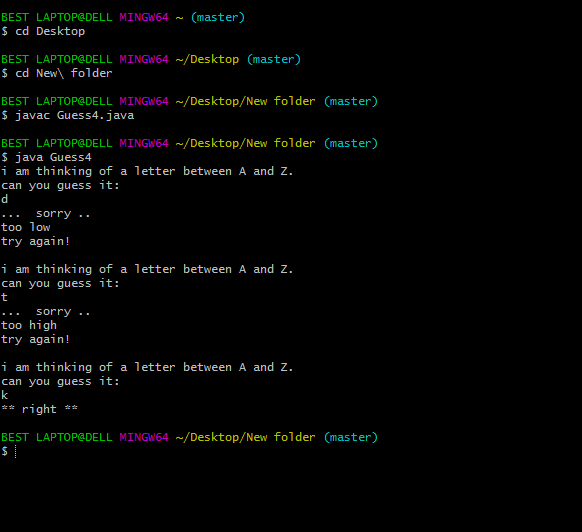 BEST LAPTOP@DELL MINGW64 ~ (master)
$ cd Desktop

BEST LAPTOP@DELL MINGW64 ~/Desktop (master)
$ cd New\ folder

BEST LAPTOP@DELL MINGW64 ~/Desktop/New folder (master)
$ javac Guess4.java

BEST LAPTOP@DELL MINGW64 ~/Desktop/New folder (master)
$ java Guess4
i am thinking of a letter between A and Z.
can you guess it:
d
...  sorry ..
too low
try again!

i am thinking of a letter between A and Z.
can you guess it:
t
...  sorry ..
too high
try again!

i am thinking of a letter between A and Z.
can you guess it:
k
** right **

BEST LAPTOP@DELL MINGW64 ~/Desktop/New folder (master)
$